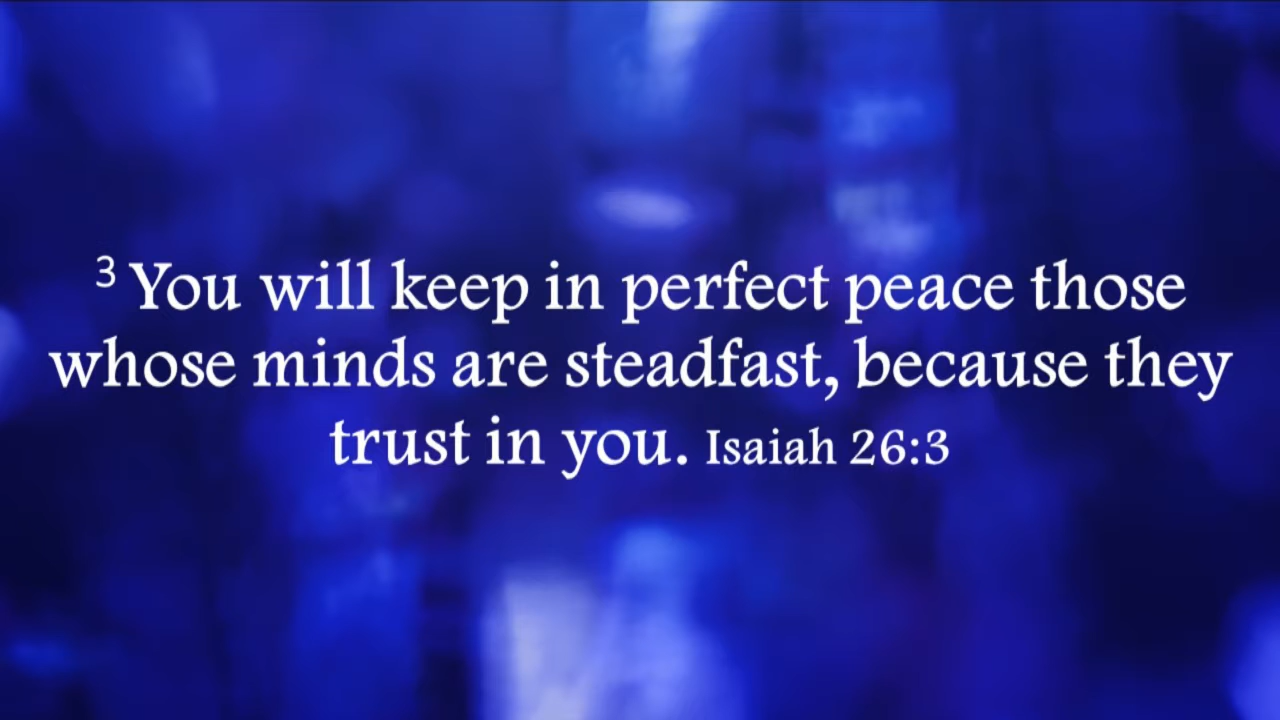 ³ You will keep in perfect peace those
whose minds are steadfast, because they
trust in you. Isaiah 26:3